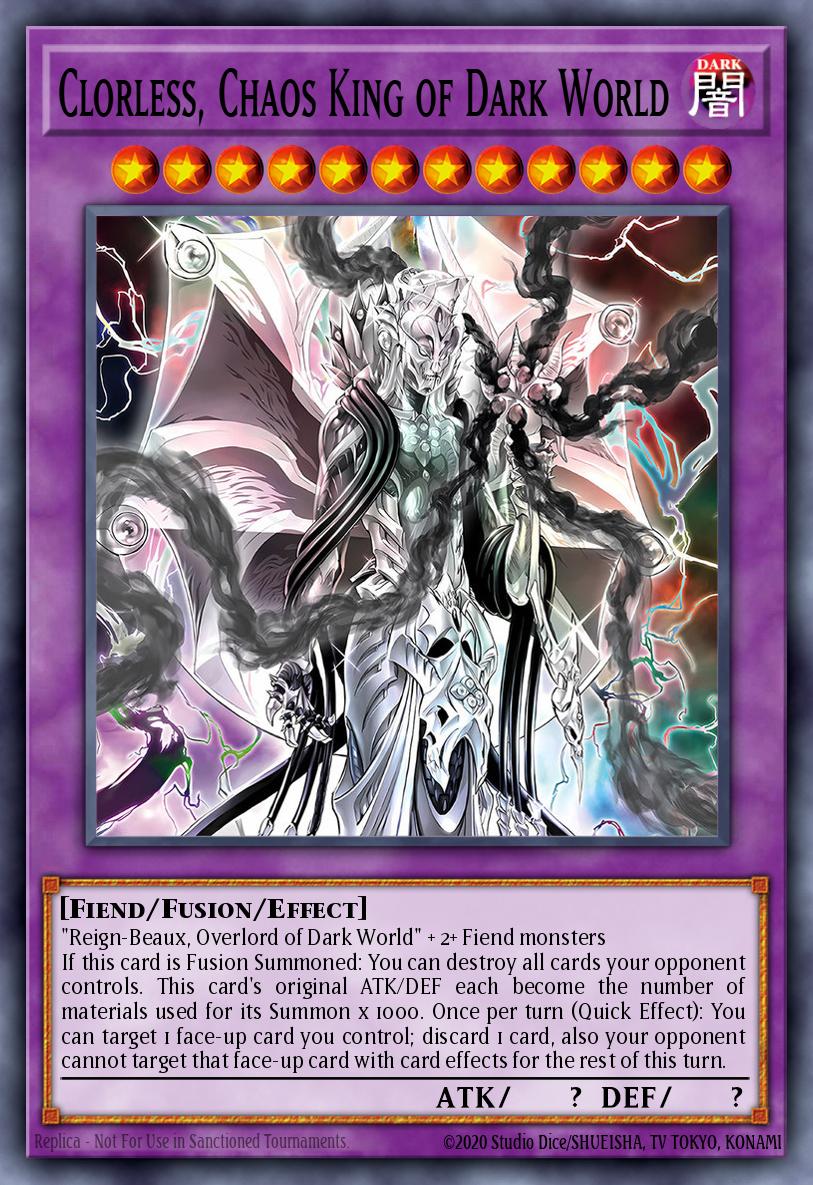 Clorless, Chaos King of Dark World
DARK
闇
[Fiend/Fusion/Effect]
"Reign-Beaux, Overlord of Dark World" + 2+ Fiend monsters
If this card is Fusion Summoned: You can destroy all cards your opponent
controls. This card's original ATK/DEF each become the number of
materials used for its Summon x 1000. Once per turn (Quick Effect): You
can target 1 face-up card you control; discard 1 card, also your opponent
cannot target that face-up card with card effects for the rest of this turn.
ATK/ ? DEF/ ?
Replica - Not For Use in Sanctioned Tournaments.
©2020 Studio Dice/SHUEISHA, TV TOKYO, KONAMI